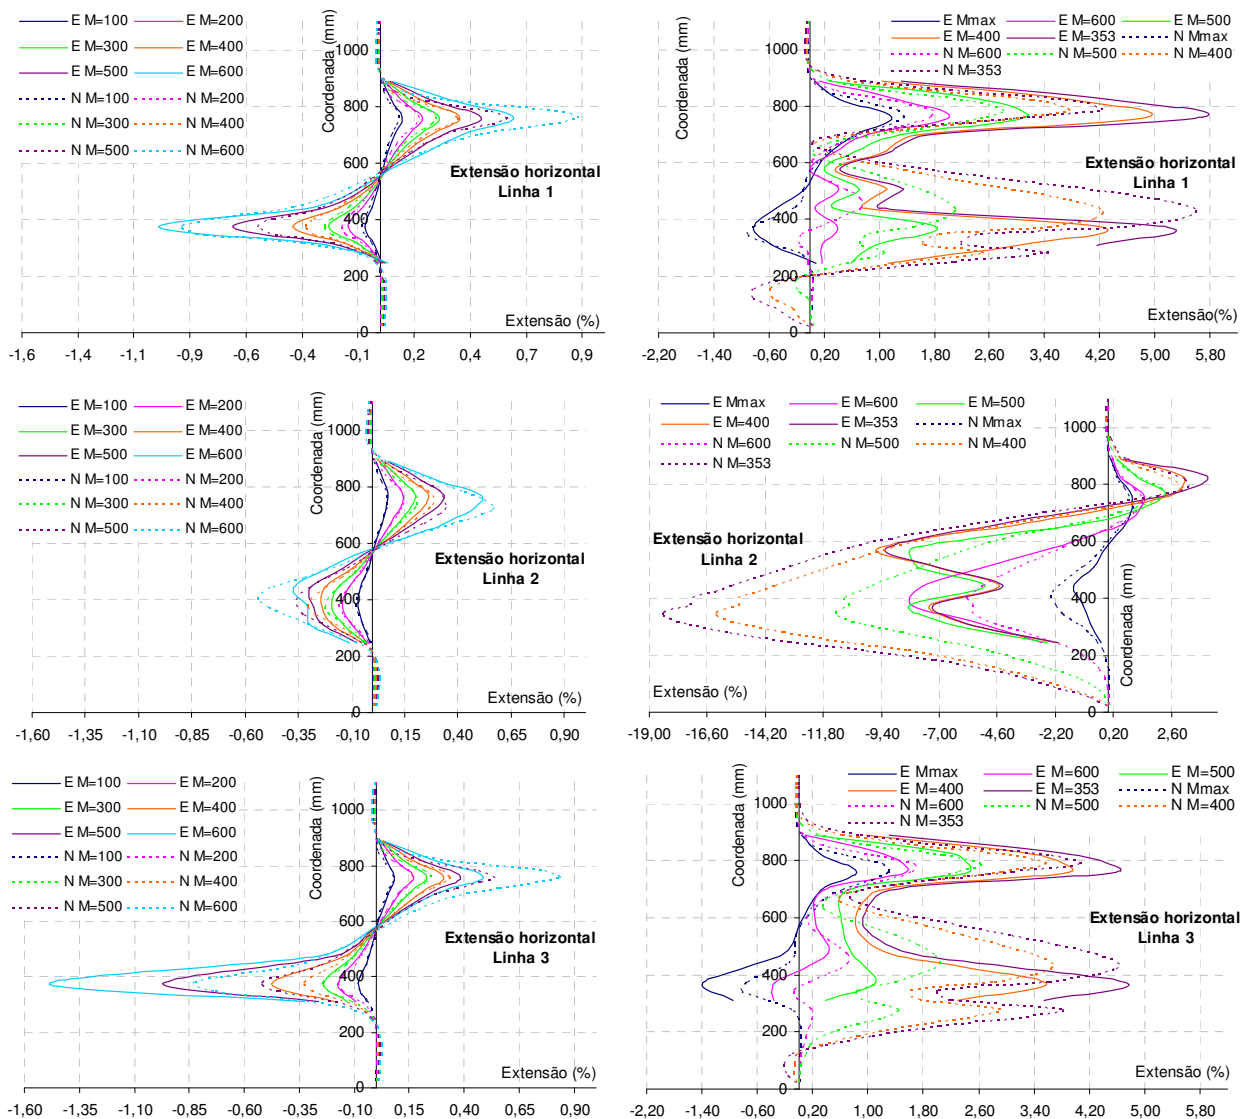 E M=100 E M=200
E M=300 E M=400
E M=500 E M=600
N M=100 N M=200
N M=300 N M=400
N M=500 N M=600
Coordenada (mm)
1000
800
600
400
200
0
Extensão horizontal
Linha 1
Extensão (%)
-1,6 -1,4 -1,1 -0,9 -0,6 -0,4 -0,1 0,2 0,4 0,7 0,9
E Mmax E M=600 E M=500
E M=400 E M=353 N Mmax
N M=600 N M=500 N M=400
N M=353
Coordenada (mm)
1000
800
600
400
200
0
Extensão horizontal
Linha 1
Extensão(%)
-2,20 -1,40 -0,60 0,20 1,00 1,80 2,60 3,40 4,20 5,00 5,80
E M=100 E M=200
E M=300 E M=400
E M=500 E M=600
N M=100 N M=200
N M=300 N M=400
N M=500 N M=600
Coordenada (mm)
1000
800
600
400
200
0
Extensão horizontal
Linha 2
Extensão (%)
-1,60 -1,35 -1,10 -0,85 -0,60 -0,35 -0,10 0,15 0,40 0,65 0,90
E Mmax E M=600 E M=500
E M=400 E M=353 N Mmax
N M=600 N M=500 N M=400
N M=353
1000
800
600
400
200
0
Coordenada (mm)
Extensão horizontal
Linha 2
Extensão (%)
-19,00 -16,60 -14,20 -11,80 -9,40 -7,00 -4,60 -2,20 0,20 2,60
E M=100 E M=200
E M=300 E M=400
E M=500 E M=600
N M=100 N M=200
N M=300 N M=400
N M=500 N M=600
Coordenada (mm)
1000
800
600
400
200
0
Extensão horizontal
Linha 3
Extensão (%)
-1,60 -1,35 -1,10 -0,85 -0,60 -0,35 -0,10 0,15 0,40 0,65 0,90
E Mmax E M=600 E M=500
E M=400 E M=353 N Mmax
N M=600 N M=500 N M=400
N M=353
Coordenada (mm)
1000
800
600
400
200
0
Extensão horizontal
Linha 3
Extensão (%)
-2,20 -1,40 -0,60 0,20 1,00 1,80 2,60 3,40 4,20 5,00 5,80